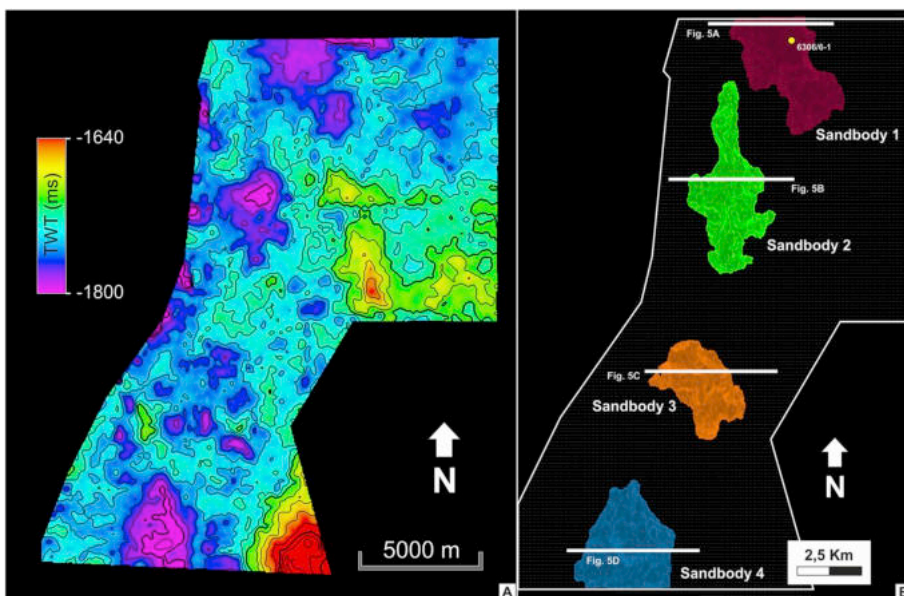 -1640
TWT (ms)
-1800
N
5000 m
A
Fig. 5A
6306/6-1
Sandbody 1
Fig. 5B
Sandbody 2
Fig. 5C
Sandbody 3
N
Fig. 5D
Sandbody 4
2,5 Km
B